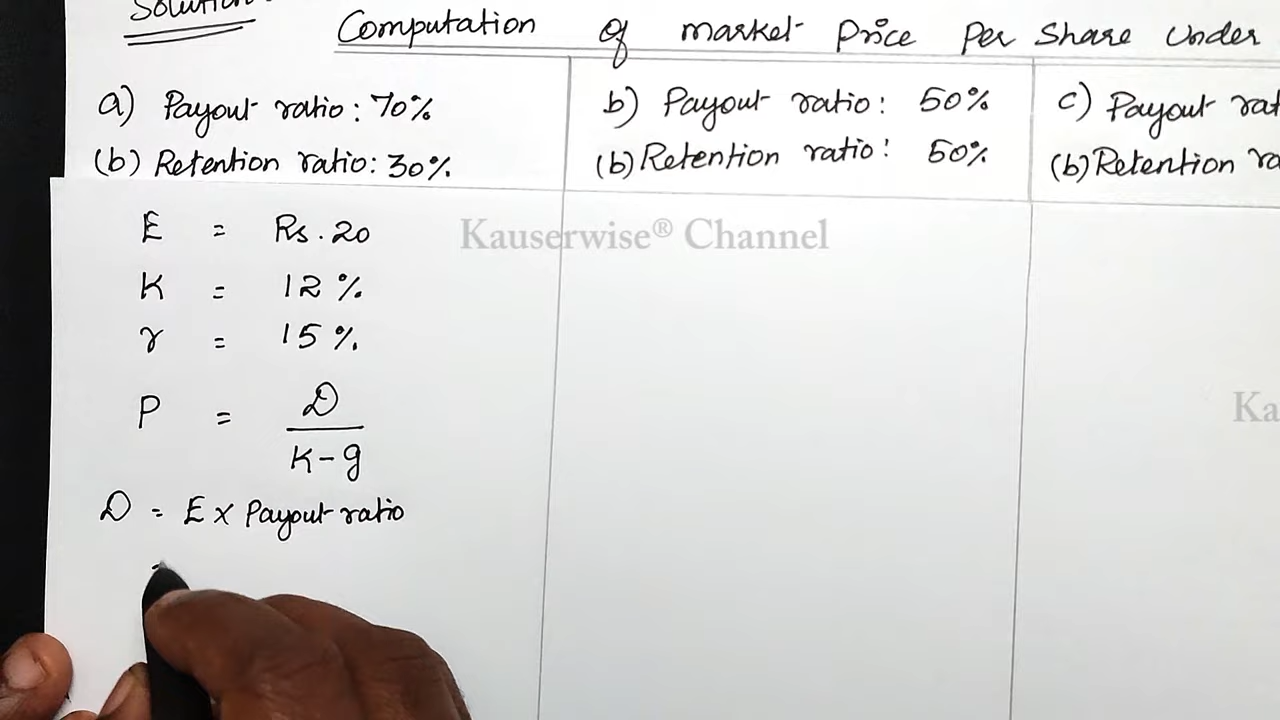 Solution
Computation of market Price Per Share Under
a) Payout ratio: 70%
(b) Retention ratio: 30%
b) Payout ratio: 50%
(b) Retention ratio: 50%
c) Payout
(b) Retention
E = Rs. 20
K = 12 %
r = 15 %
P = D
K - g
D = E x Payout ratio
=
Kauserwise® Channel